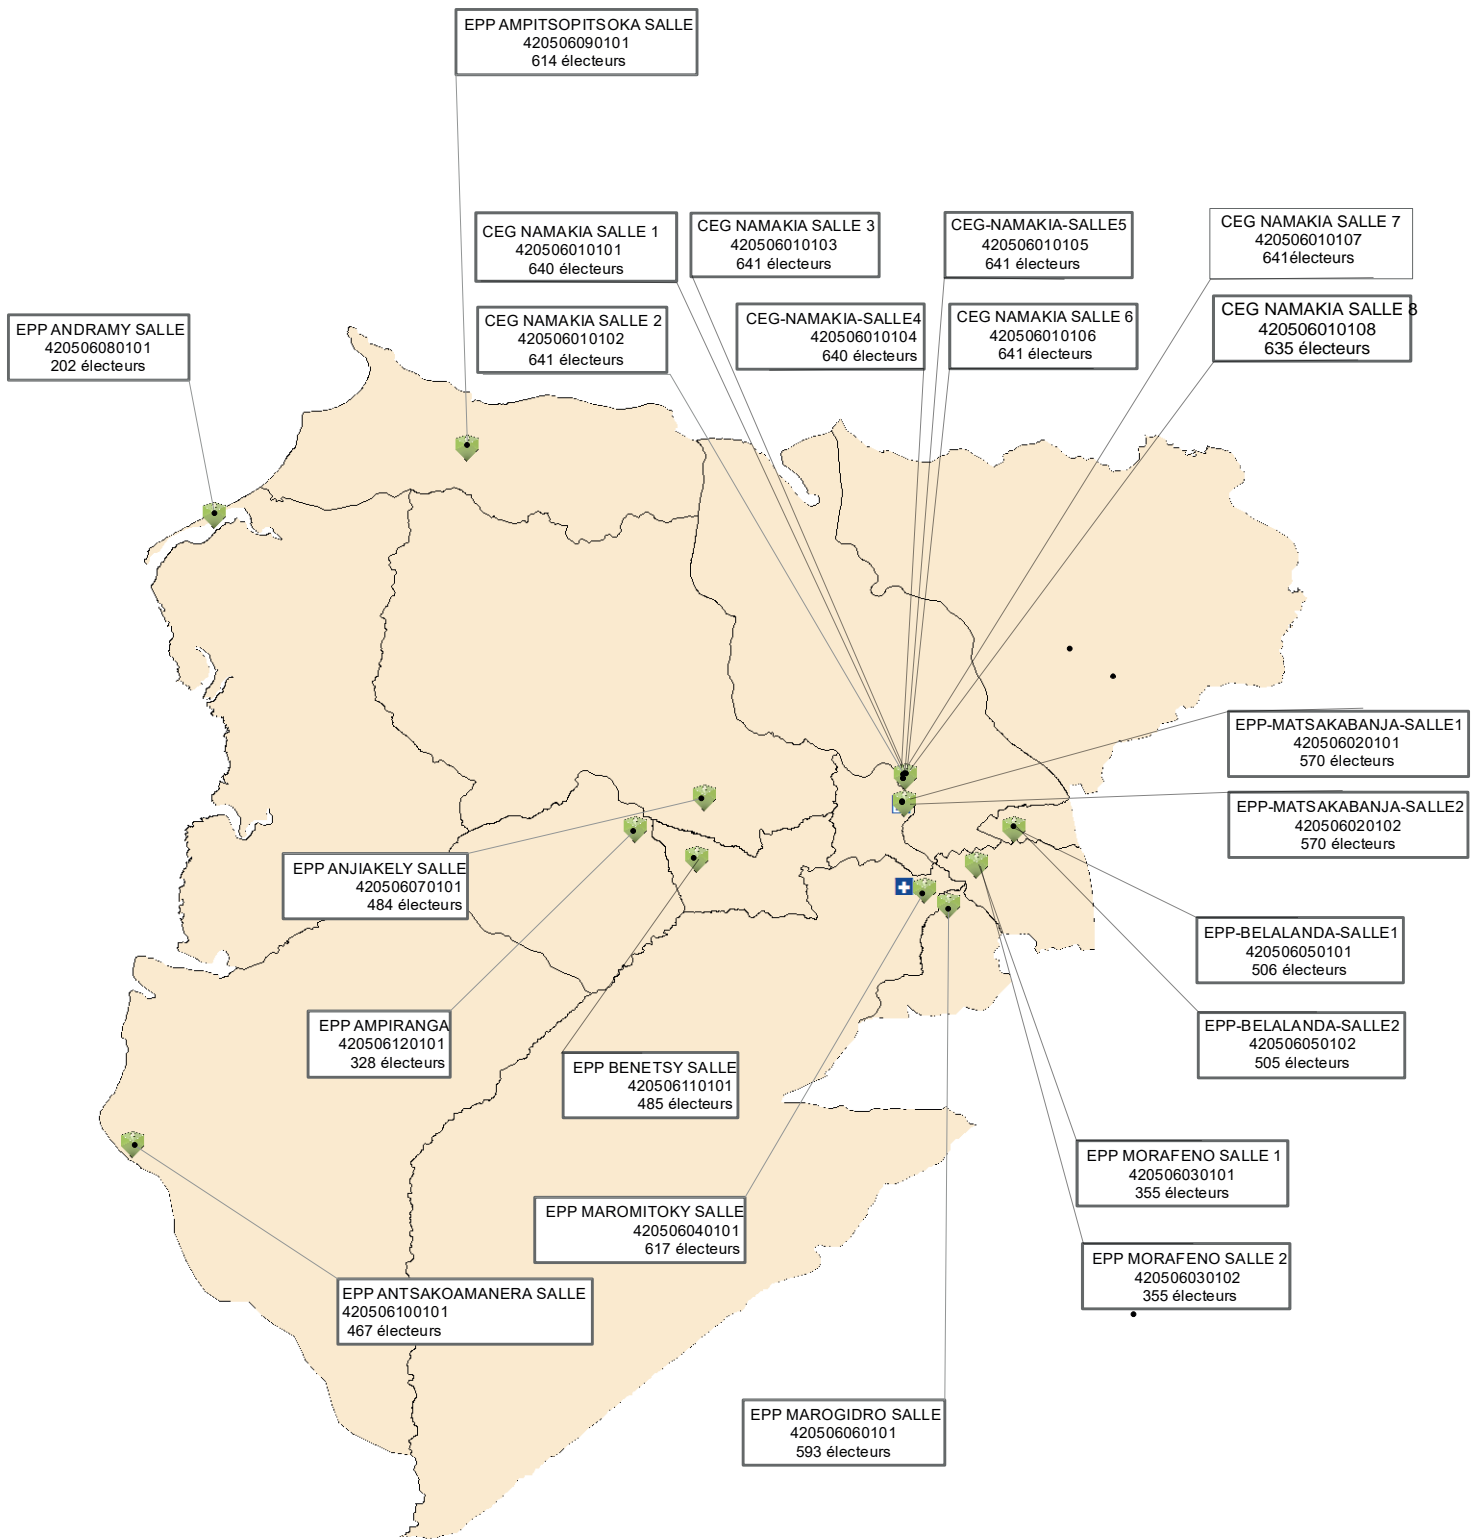 EPP AMPITSOPITSOKA SALLE
420506090101
614 électeurs
CEG NAMAKIA SALLE 1
420506010101
640 électeurs
CEG NAMAKIA SALLE 3
420506010103
641 électeurs
CEG-NAMAKIA-SALLE5
420506010105
641 électeurs
CEG NAMAKIA SALLE 7
420506010107
641électeurs
EPP ANDRAMY SALLE
420506080101
202 électeurs
CEG NAMAKIA SALLE 2
420506010102
641 électeurs
CEG-NAMAKIA-SALLE4
420506010104
640 électeurs
CEG NAMAKIA SALLE 6
420506010106
641 électeurs
CEG NAMAKIA SALLE 8
420506010108
635 électeurs
EPP-MATSAKABANJA-SALLE1
420506020101
570 électeurs
EPP-MATSAKABANJA-SALLE2
420506020102
570 électeurs
EPP ANJIAKELY SALLE
420506070101
484 électeurs
EPP-BELALANDA-SALLE1
420506050101
506 électeurs
EPP AMPIRANGA
420506120101
328 électeurs
EPP-BELALANDA-SALLE2
420506050102
505 électeurs
EPP BENETSY SALLE
420506110101
485 électeurs
EPP MORAFENO SALLE 1
420506030101
355 électeurs
EPP MAROMITOKY SALLE
420506040101
617 électeurs
EPP MORAFENO SALLE 2
420506030102
355 électeurs
EPP ANTSAKOAMANERA SALLE
420506100101
467 électeurs
EPP MAROGIDRO SALLE
420506060101
593 électeurs